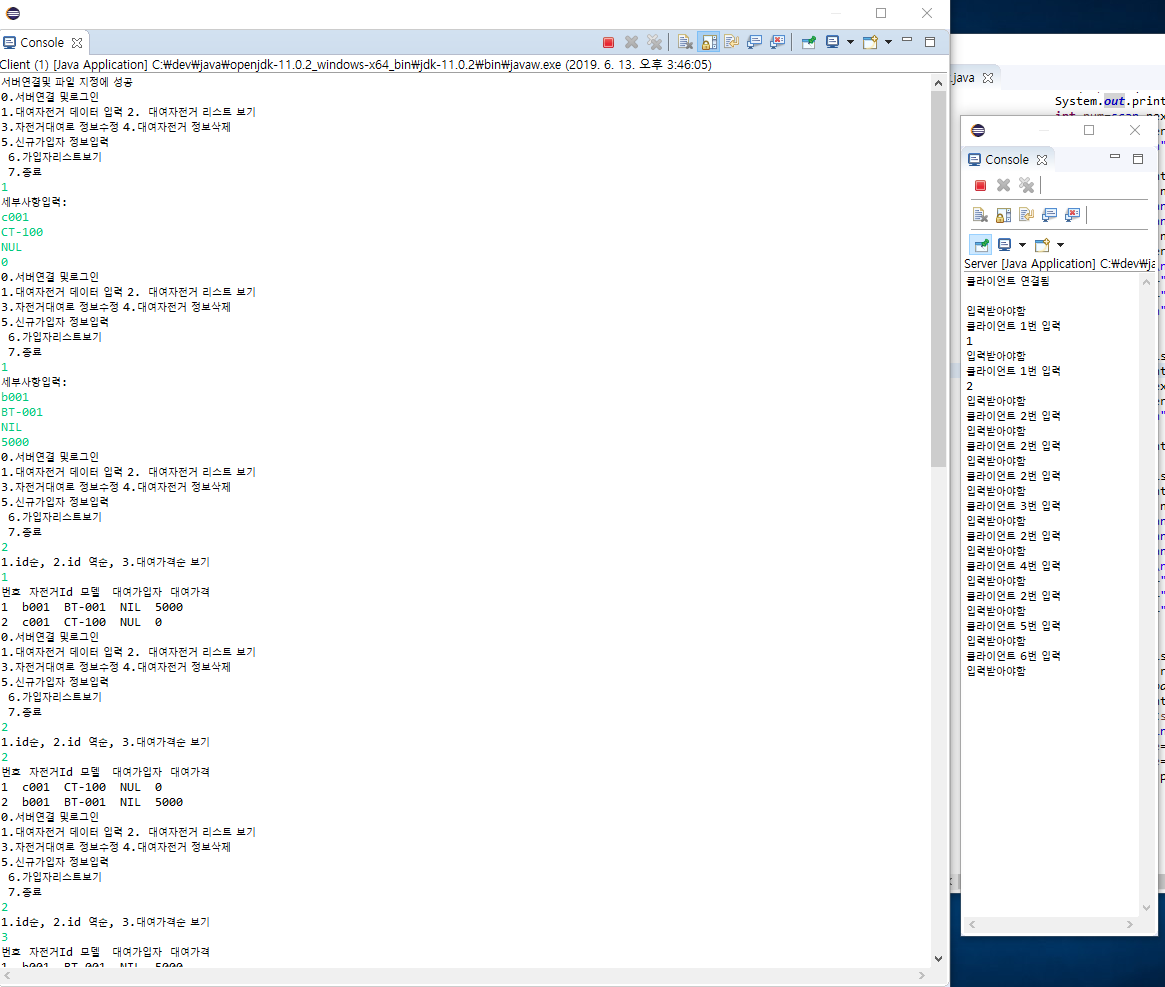 Console
Client (1) [Java Application] C:₩dev₩java₩openjdk-11.0.2_windows-x64_bin₩jdk-11.0.2₩bin₩javaw.exe (2019. 6. 13. 오후 3:46:05)
서버연결및 파일 지정에 성공
0.서버연결 및로그인
1.대여자전거 데이터 입력 2. 대여자전거 리스트 보기
3.자전거대여로 정보수정 4.대여자전거 정보삭제
5.신규가입자 정보입력
6.가입자리스트보기
7.종료
1
세부사항입력:
c001
CT-100
NUL
0
0.서버연결 및로그인
1.대여자전거 데이터 입력 2. 대여자전거 리스트 보기
3.자전거대여로 정보수정 4.대여자전거 정보삭제
5.신규가입자 정보입력
6.가입자리스트보기
7.종료
1
세부사항입력:
b001
BT-001
NIL
5000
0.서버연결 및로그인
1.대여자전거 데이터 입력 2. 대여자전거 리스트 보기
3.자전거대여로 정보수정 4.대여자전거 정보삭제
5.신규가입자 정보입력
6.가입자리스트보기
7.종료
2
1.id순, 2.id 역순, 3.대여가격순 보기
1
번호 자전거Id 모델 대여가입자 대여가격
1 b001 BT-001 NIL 5000
2 c001 CT-100 NUL 0
0.서버연결 및로그인
1.대여자전거 데이터 입력 2. 대여자전거 리스트 보기
3.자전거대여로 정보수정 4.대여자전거 정보삭제
5.신규가입자 정보입력
6.가입자리스트보기
7.종료
2
1.id순, 2.id 역순, 3.대여가격순 보기
2
번호 자전거Id 모델 대여가입자 대여가격
1 c001 CT-100 NUL 0
2 b001 BT-001 NIL 5000
0.서버연결 및로그인
1.대여자전거 데이터 입력 2. 대여자전거 리스트 보기
3.자전거대여로 정보수정 4.대여자전거 정보삭제
5.신규가입자 정보입력
6.가입자리스트보기
7.종료
2
1.id순, 2.id 역순, 3.대여가격순 보기
3
번호 자전거Id 모델 대여가입자 대여가격
1 b001 BT-001 NIL 5000
.java
System.out.print
Console
Server [Java Application] C:₩dev₩ja
클라이언트 연결됨
입력받아야함
클라이언트 1번 입력
1
입력받아야함
클라이언트 1번 입력
2
입력받아야함
클라이언트 2번 입력
입력받아야함
클라이언트 2번 입력
입력받아야함
클라이언트 2번 입력
입력받아야함
클라이언트 3번 입력
입력받아야함
클라이언트 2번 입력
입력받아야함
클라이언트 4번 입력
입력받아야함
클라이언트 2번 입력
입력받아야함
클라이언트 5번 입력
입력받아야함
클라이언트 6번 입력
입력받아야함